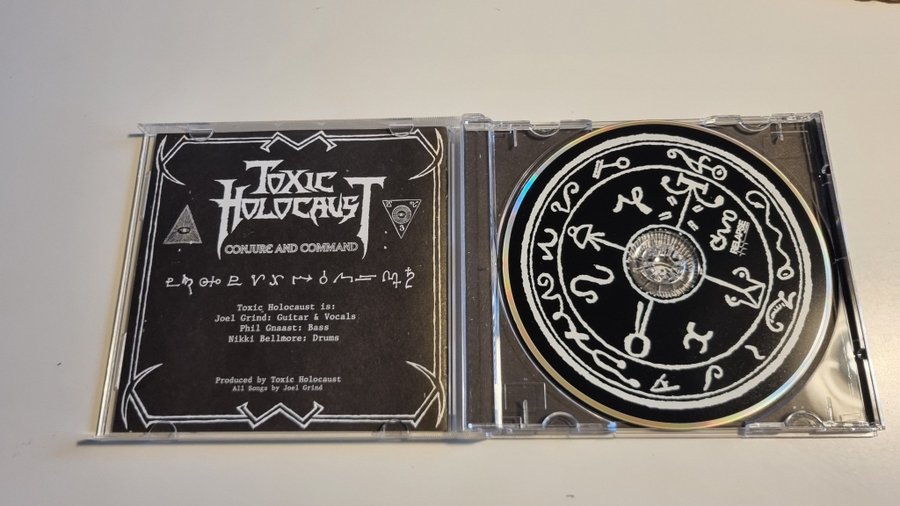 TOXIC
HOLOCAUST
CONJURE AND COMMAND
Toxic Holocaust is:
Joel Grind: Guitar & Vocals
Phil Gnaast: Bass
Nikki Bellmore: Drums
Produced by Toxic Holocaust
All Songs by Joel Grind
RELAPSE